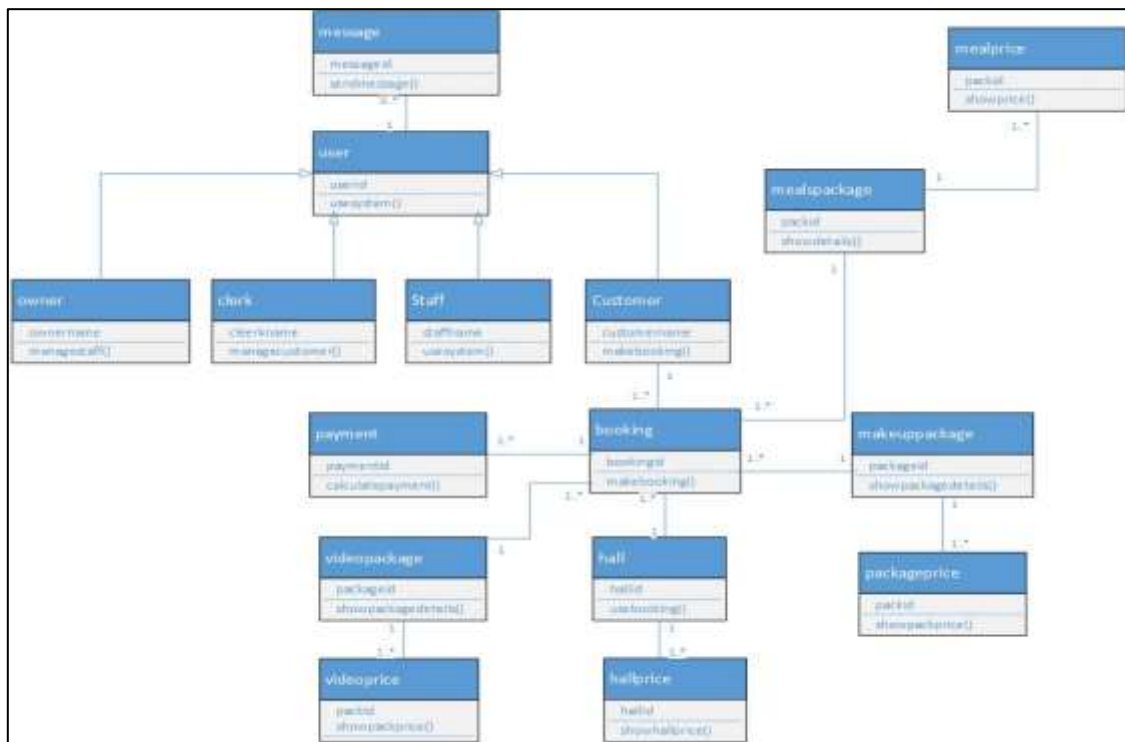 message
messageid
sendmessage()
0..*
1
user
userid
usesystem()
mealprice
packid
showprice()
1..*
1
mealspackage
packid
showdetails()
1
owner
ownername
managestaff()
clerk
clerkname
managecustomer()
Staff
staffname
usesystem()
Customer
customername
makebooking()
1
1..*
1..*
payment
paymentid
calculatepayment()
1..*
1
booking
bookingid
makebooking()
1..*
1
makeuppackage
packageid
showpackagedetails()
1..*
1..*
1
1..*
1
1
videopackage
packageid
showpackagedetails()
hall
hallid
usebooking()
packageprice
packid
showpackprice()
1
1..*
1
1..*
videoprice
packid
showpackprice()
hallprice
hallid
showhallprice()